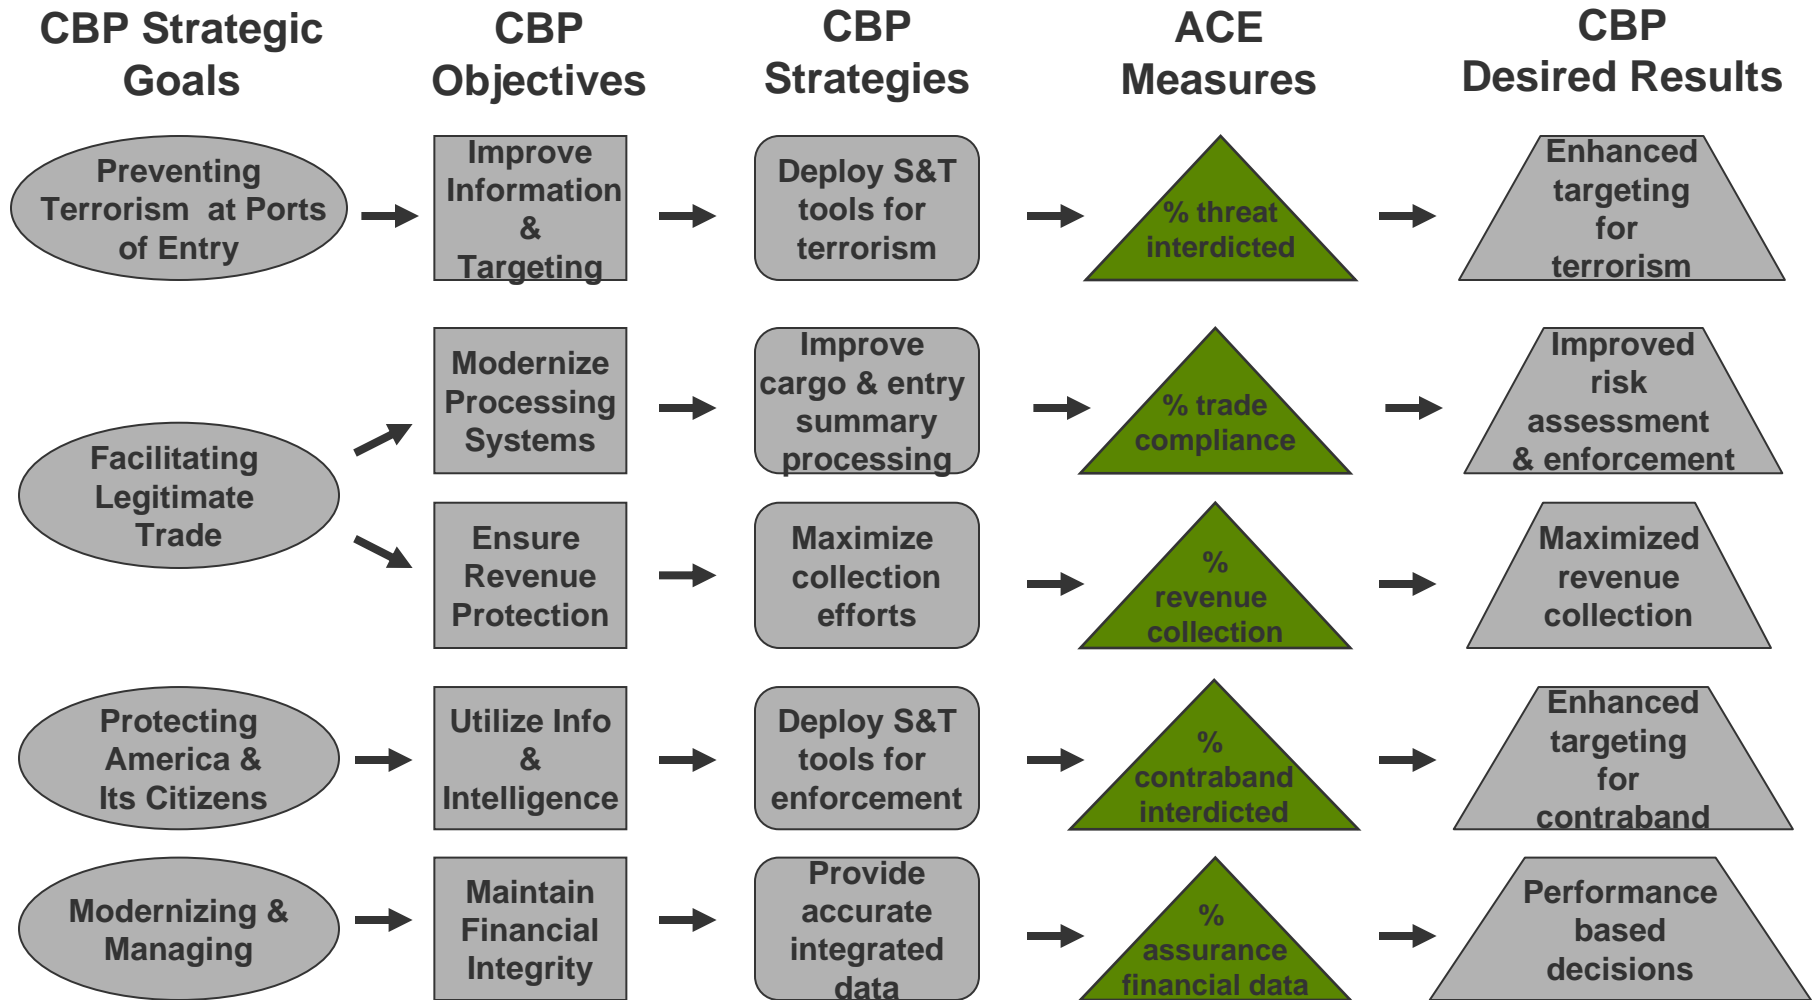 CBP Strategic
Goals
CBP
Objectives
CBP
Strategies
ACE
Measures
CBP
Desired Results
Preventing
Terrorism at Ports
of Entry
Improve
Information
&
Targeting
Deploy S&T
tools for
terrorism
% threat
interdicted
Enhanced
targeting
for
terrorism
Facilitating
Legitimate
Trade
Modernize
Processing
Systems
Improve
cargo & entry
summary
processing
% trade
compliance
Improved
risk
assessment
& enforcement
Ensure
Revenue
Protection
Maximize
collection
efforts
%
revenue
collection
Maximized
revenue
collection
Protecting
America &
Its Citizens
Utilize Info
&
Intelligence
Deploy S&T
tools for
enforcement
%
contraband
interdicted
Enhanced
targeting
for
contraband
Modernizing &
Managing
Maintain
Financial
Integrity
Provide
accurate
integrated
data
%
assurance
financial data
Performance
based
decisions